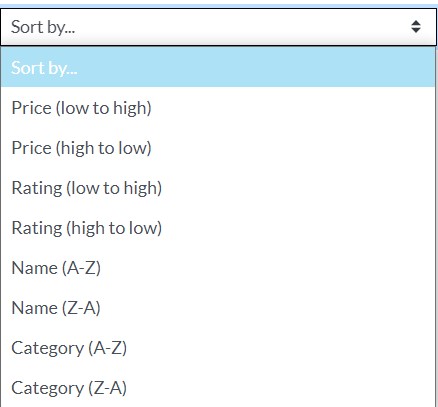 Sort by...
Sort by...
Price (low to high)
Price (high to low)
Rating (low to high)
Rating (high to low)
Name (A-Z)
Name (Z-A)
Category (A-Z)
Category (Z-A)